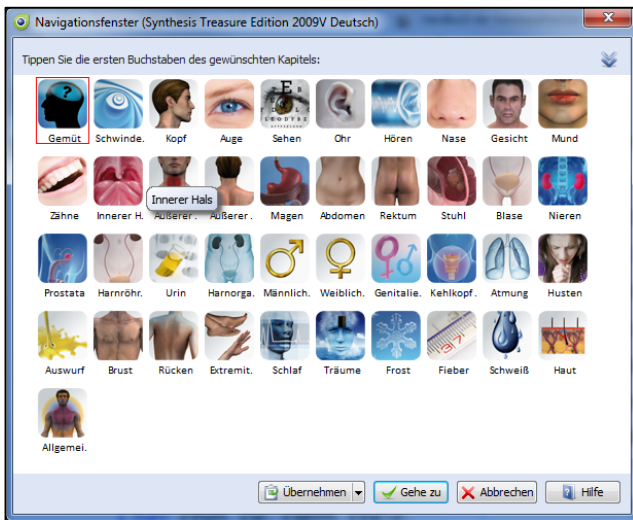 Navigationsfenster (Synthesis Treasure Edition 2009V Deutsch)
Tippen Sie die ersten Buchstaben des gewünschten Kapitels:
Gemüt Schwinde. Kopf Auge Sehen Ohr Hören Nase Gesicht Mund
Innerer Hals
Zähne Innerer H. Äußerer. Äußerer. Magen Abdomen Rektum Stuhl Blase Nieren
Prostata Harnröhr. Urin Harnorga. Männlich. Weiblich. Genitalie. Kehlkopf. Atmung Husten
Auswurf Brust Rücken Extremit. Schlaf Träume Frost Fieber Schweiß Haut
Allgemei.
Übernehmen Gehe zu Abbrechen Hilfe